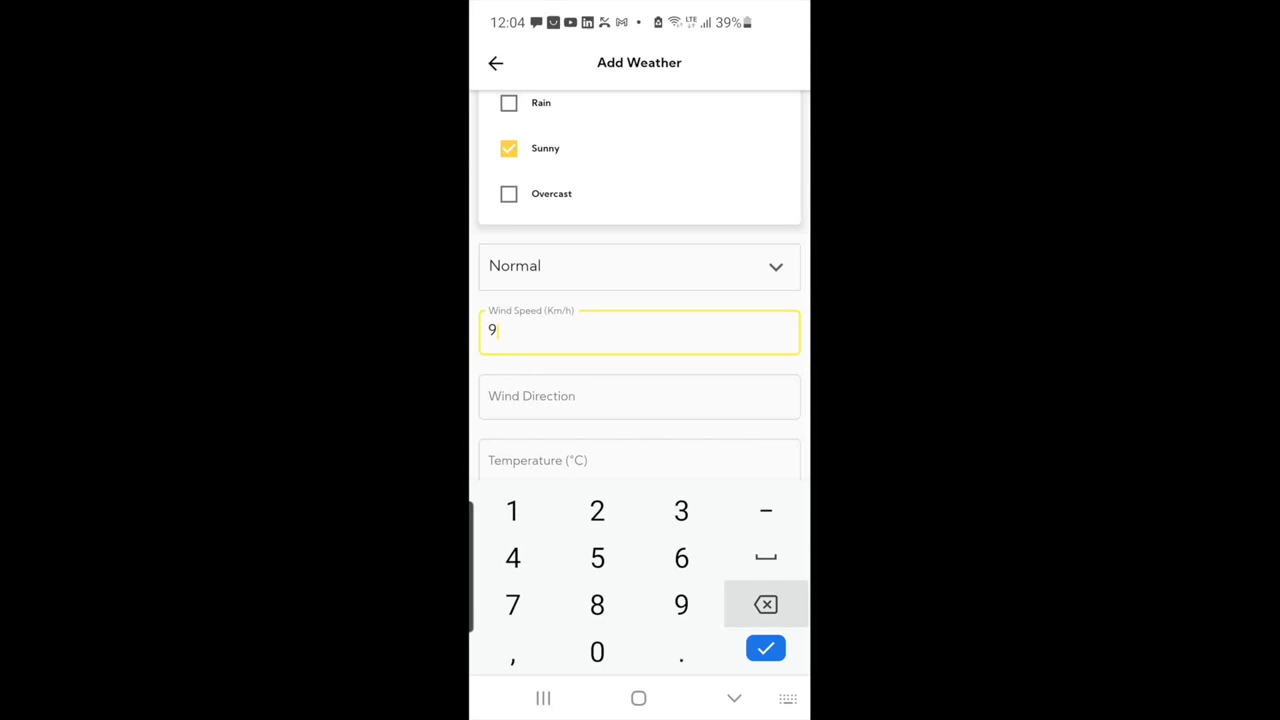 12:04 LTE 39%
Add Weather
Rain
Sunny
Overcast
Normal
Wind Speed (Km/h)
9
Wind Direction
Temperature (°C)
1 2 3 -
4 5 6
7 8 9
, 0 .